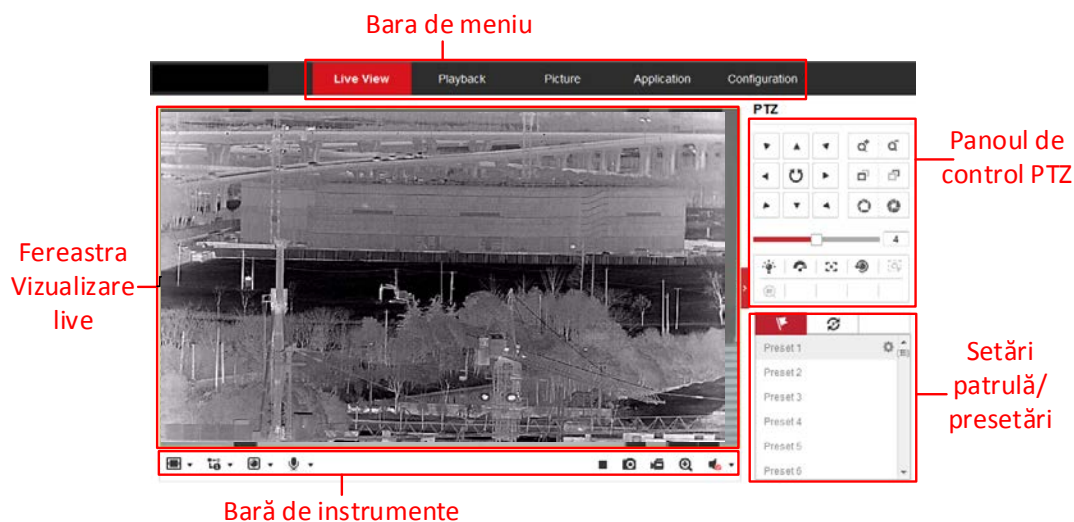 Bara de meniu
Live View Playback Picture Application Configuration
PTZ
Panoul de
control PTZ
4
Fereastra
Vizualizare
live
Preset 1
Preset 2
Preset 3
Preset 4
Preset 5
Preset 6
Setări
patrulă/
presetări
Bară de instrumente